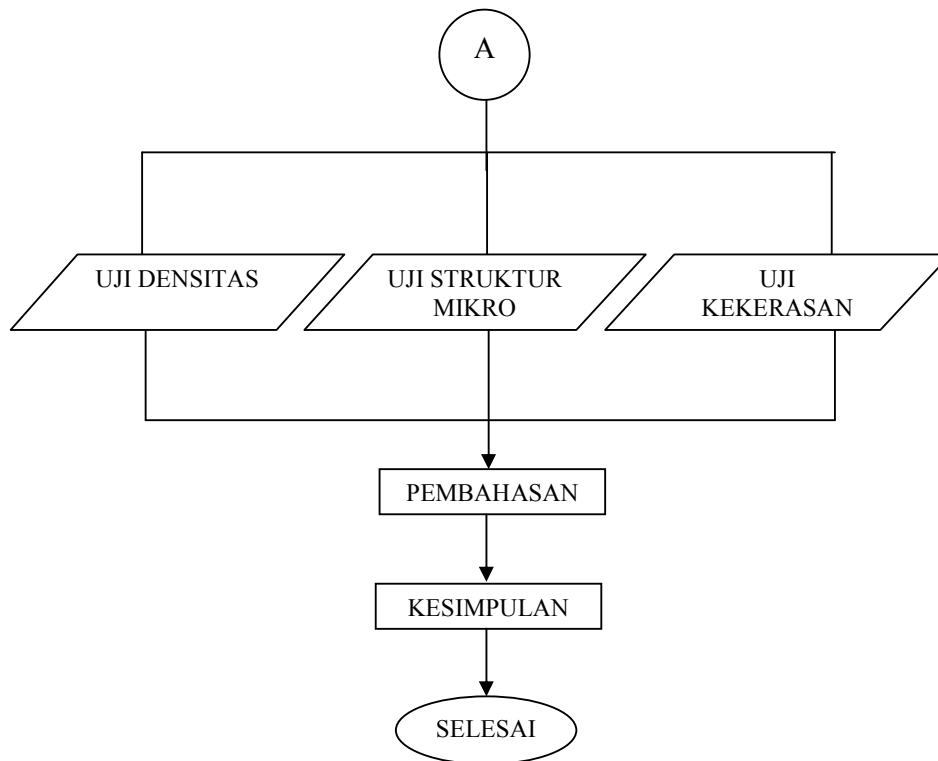 A
UJI DENSITAS
UJI STRUKTUR
MIKRO
UJI
KEKERASAN
PEMBAHASAN
KESIMPULAN
SELESAI